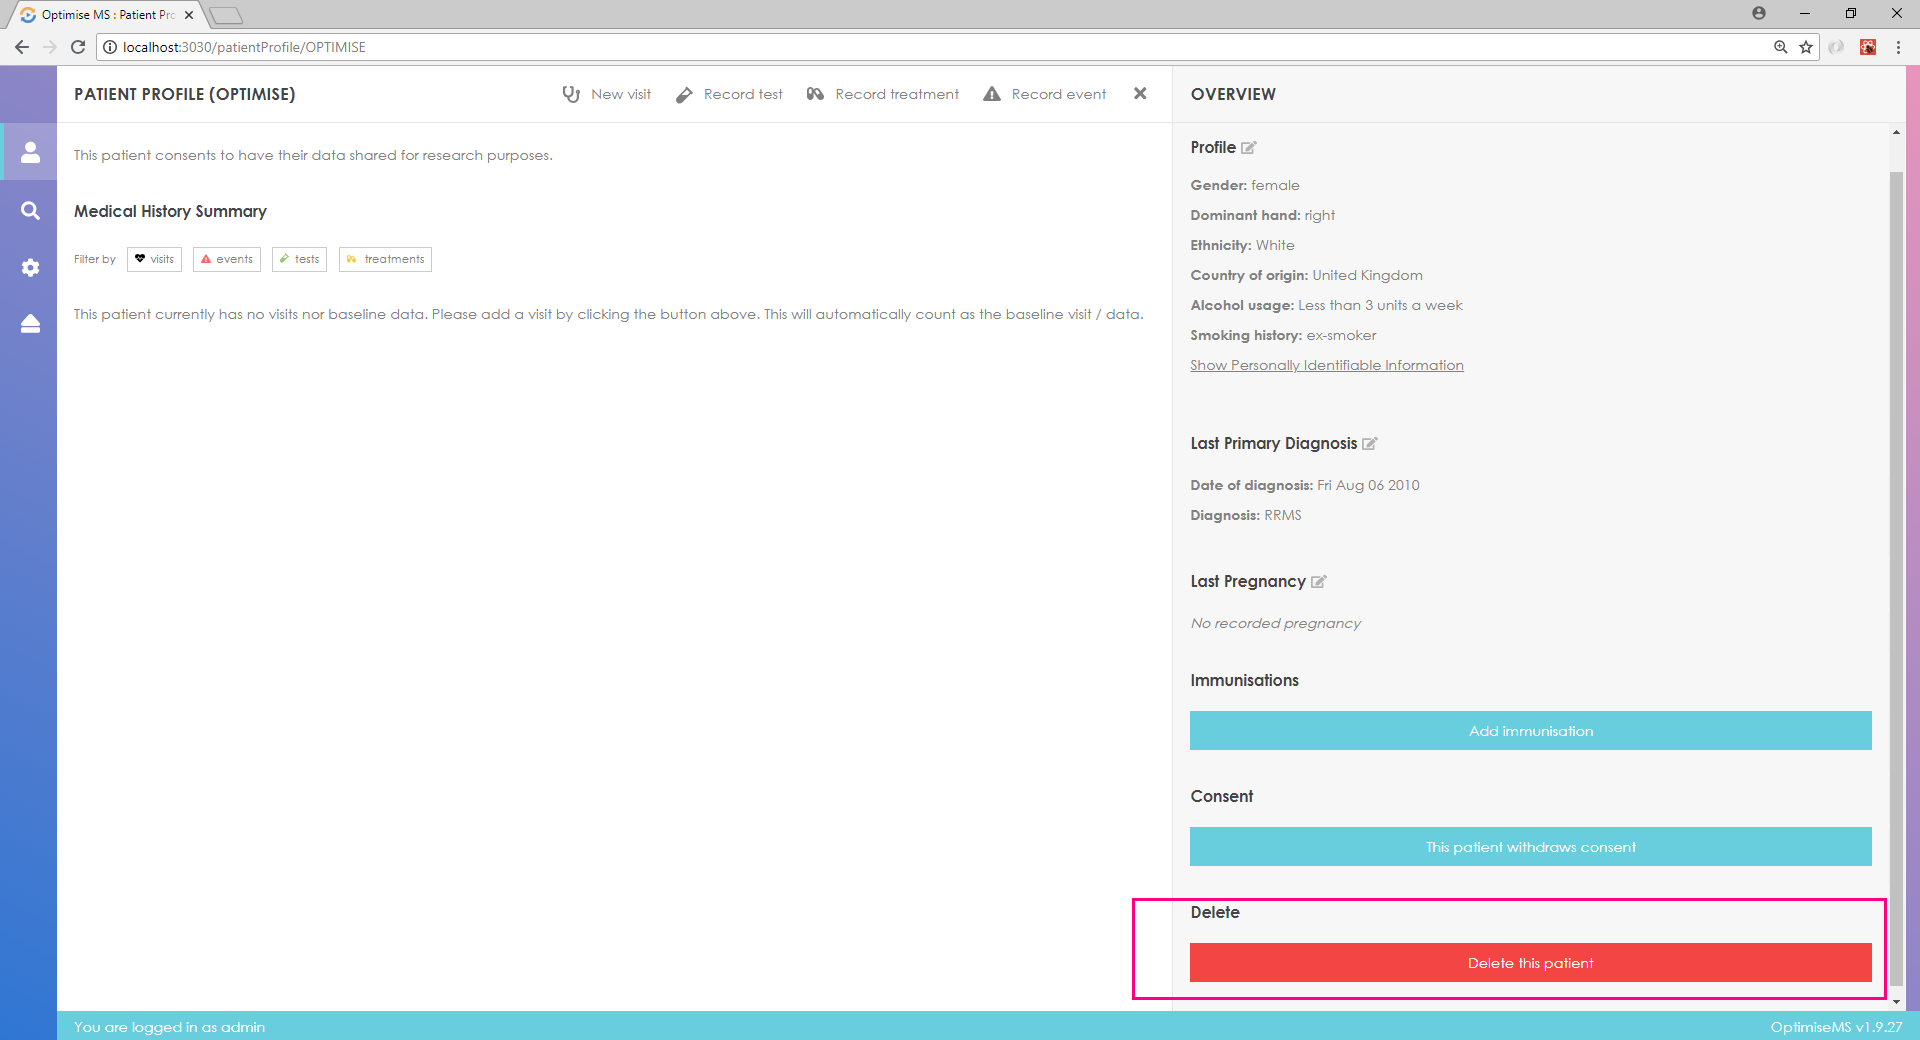 Optimise MS : Patient Pro
localhost:3030/patientProfile/OPTIMISE
PATIENT PROFILE (OPTIMISE)
New visit
Record test
Record treatment
Record event
This patient consents to have their data shared for research purposes.
Medical History Summary
Filter by visits events tests treatments
This patient currently has no visits nor baseline data. Please add a visit by clicking the button above. This will automatically count as the baseline visit / data.
OVERVIEW
Profile
Gender: female
Dominant hand: right
Ethnicity: White
Country of origin: United Kingdom
Alcohol usage: Less than 3 units a week
Smoking history: ex-smoker
Show Personally Identifiable Information
Last Primary Diagnosis
Date of diagnosis: Fri Aug 06 2010
Diagnosis: RRMS
Last Pregnancy
No recorded pregnancy
Immunisations
Add immunisation
Consent
This patient withdraws consent
Delete
Delete this patient
You are logged in as admin
OptimiseMS v1.9.27